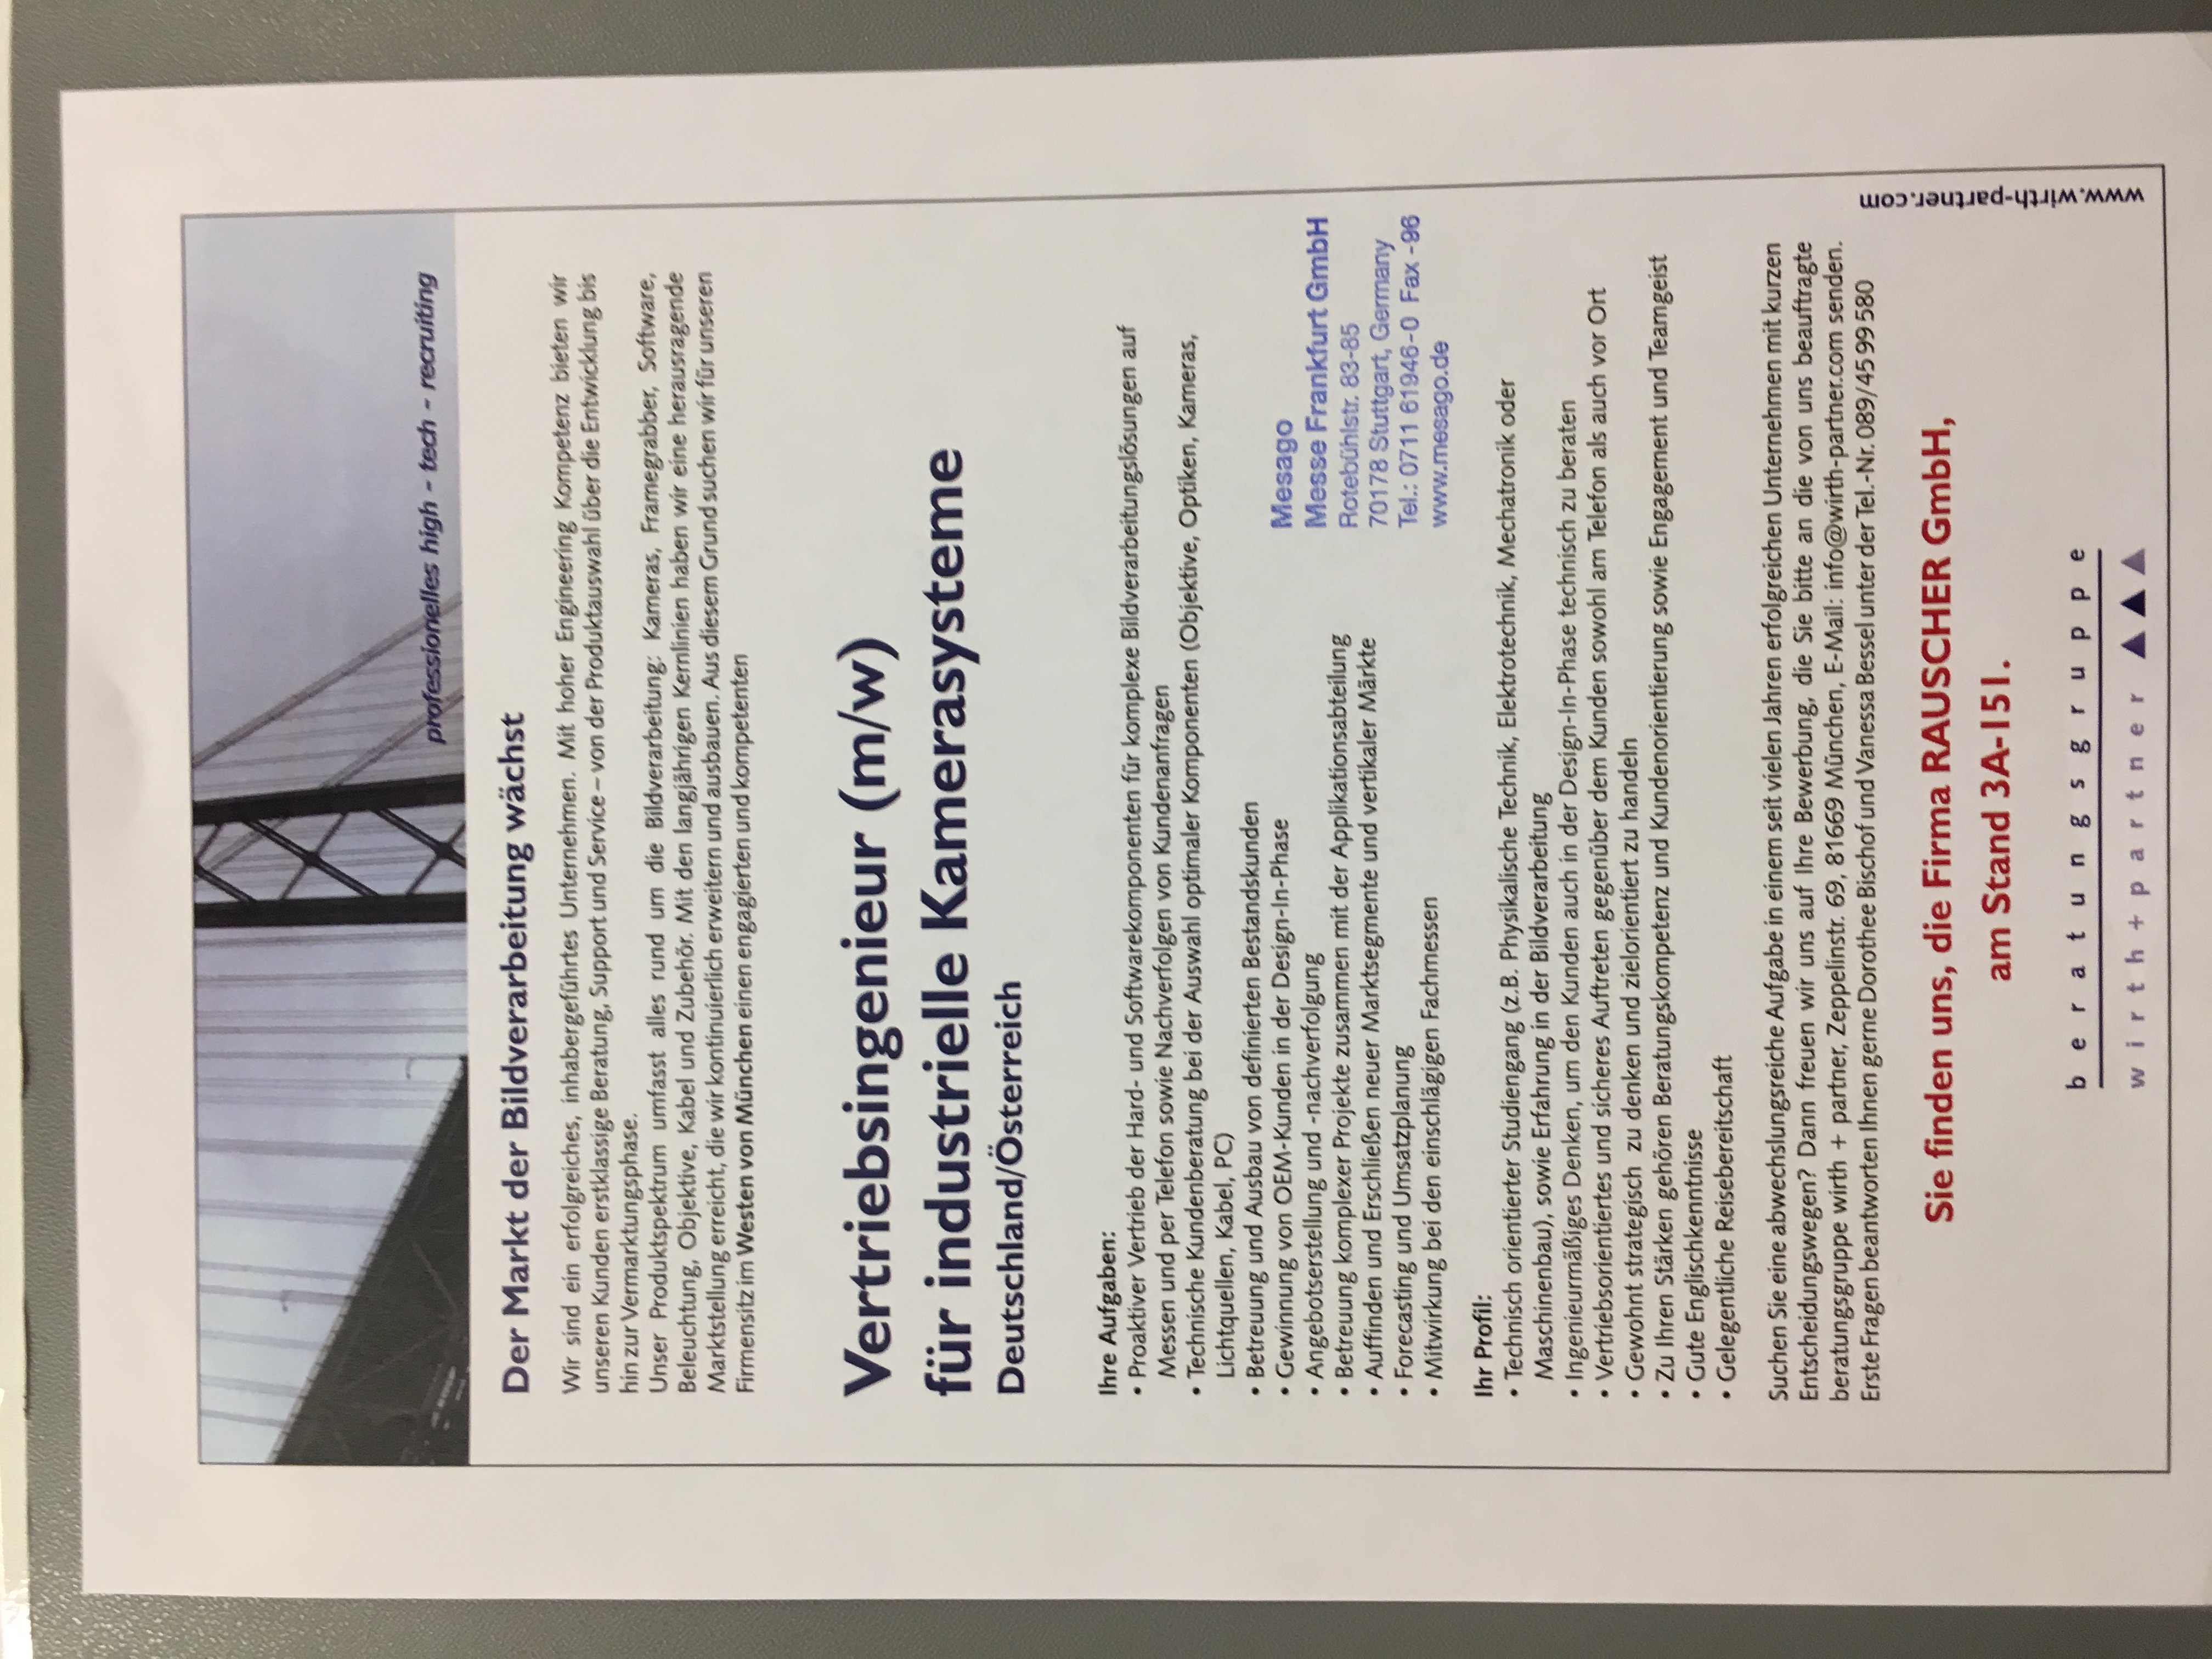 professionelles high - tech - recruiting
Der Markt der Bildverarbeitung wächst
Wir sind ein erfolgreiches, inhabergeführtes Unternehmen. Mit hoher Engineering Kompetenz bieten wir
unseren Kunden erstklassige Beratung, Support und Service – von der Produktauswahl über die Entwicklung bis
hin zur Vermarktungsphase.
Unser Produktspektrum umfasst alles rund um die Bildverarbeitung: Kameras, Framegrabber, Software,
Beleuchtung, Objektive, Kabel und Zubehör. Mit den langjährigen Kernlinien haben wir eine herausragende
Marktstellung erreicht, die wir kontinuierlich erweitern und ausbauen. Aus diesem Grund suchen wir für unseren
Firmensitz im Westen von München einen engagierten und kompetenten
Vertriebsingenieur (m/w)
für industrielle Kamerasysteme
Deutschland/Österreich
Ihre Aufgaben:
• Proaktiver Vertrieb der Hard- und Softwarekomponenten für komplexe Bildverarbeitungslösungen auf
Messen und per Telefon sowie Nachverfolgen von Kundenanfragen
• Technische Kundenberatung bei der Auswahl optimaler Komponenten (Objektive, Optiken, Kameras,
Lichtquellen, Kabel, PC)
• Betreuung und Ausbau von definierten Bestandskunden
• Gewinnung von OEM-Kunden in der Design-In-Phase
• Angebotserstellung und -nachverfolgung
• Betreuung komplexer Projekte zusammen mit der Applikationsabteilung
• Auffinden und Erschließen neuer Marktsegmente und vertikaler Märkte
• Forecasting und Umsatzplanung
• Mitwirkung bei den einschlägigen Fachmessen
Mesago
Messe Frankfurt GmbH
Rotebühlstr. 83-85
70178 Stuttgart, Germany
Tel.: 0711 61946-0 Fax -96
www.mesago.de
Ihr Profil:
• Technisch orientierter Studiengang (z.B. Physikalische Technik, Elektrotechnik, Mechatronik oder
Maschinenbau), sowie Erfahrung in der Bildverarbeitung
• Ingenieurmäßiges Denken, um den Kunden auch in der Design-In-Phase technisch zu beraten
• Vertriebsorientiertes und sicheres Auftreten gegenüber dem Kunden sowohl am Telefon als auch vor Ort
• Gewohnt strategisch zu denken und zielorientiert zu handeln
• Zu Ihren Stärken gehören Beratungskompetenz und Kundenorientierung sowie Engagement und Teamgeist
• Gute Englischkenntnisse
• Gelegentliche Reisebereitschaft
Suchen Sie eine abwechslungsreiche Aufgabe in einem seit vielen Jahren erfolgreichen Unternehmen mit kurzen
Entscheidungswegen? Dann freuen wir uns auf Ihre Bewerbung, die Sie bitte an die von uns beauftragte
beratungsgruppe wirth + partner, Zeppelinstr. 69, 81669 München, E-Mail: info@wirth-partner.com senden.
Erste Fragen beantworten Ihnen gerne Dorothee Bischof und Vanessa Bessel unter der Tel.-Nr. 089/45 99 580
Sie finden uns, die Firma RAUSCHER GmbH,
am Stand 3A-151.
beratungsgruppe
wirth+partner
www.wirth-partner.com